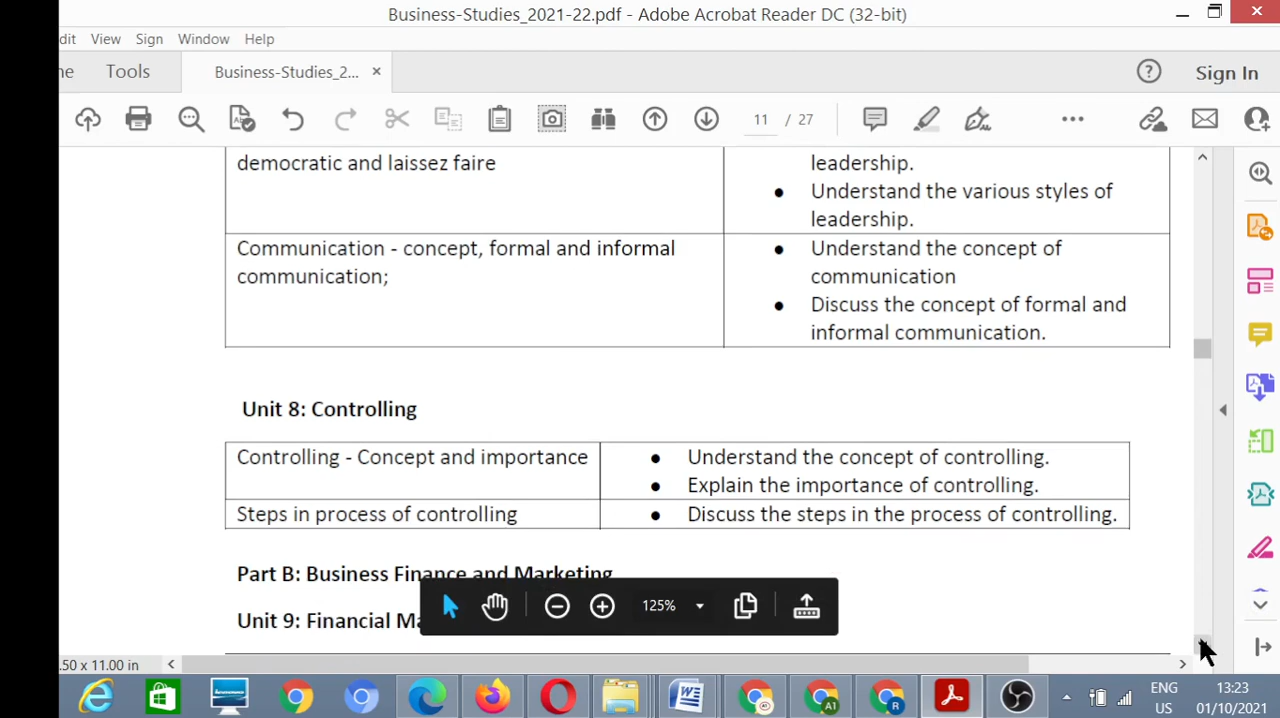 Business-Studies_2021-22.pdf - Adobe Acrobat Reader DC (32-bit)
dit View Sign Window Help
me Tools Business-Studies_2... × Sign In
11 / 27
democratic and laissez faire
leadership.
● Understand the various styles of
leadership.
Communication - concept, formal and informal
communication;
● Understand the concept of
communication
● Discuss the concept of formal and
informal communication.
Unit 8: Controlling
Controlling - Concept and importance
● Understand the concept of controlling.
● Explain the importance of controlling.
Steps in process of controlling
● Discuss the steps in the process of controlling.
Part B: Business Finance and Marketing
Unit 9: Financial Ma
125%
.50 x 11.00 in
ENG 13:23
US 01/10/2021